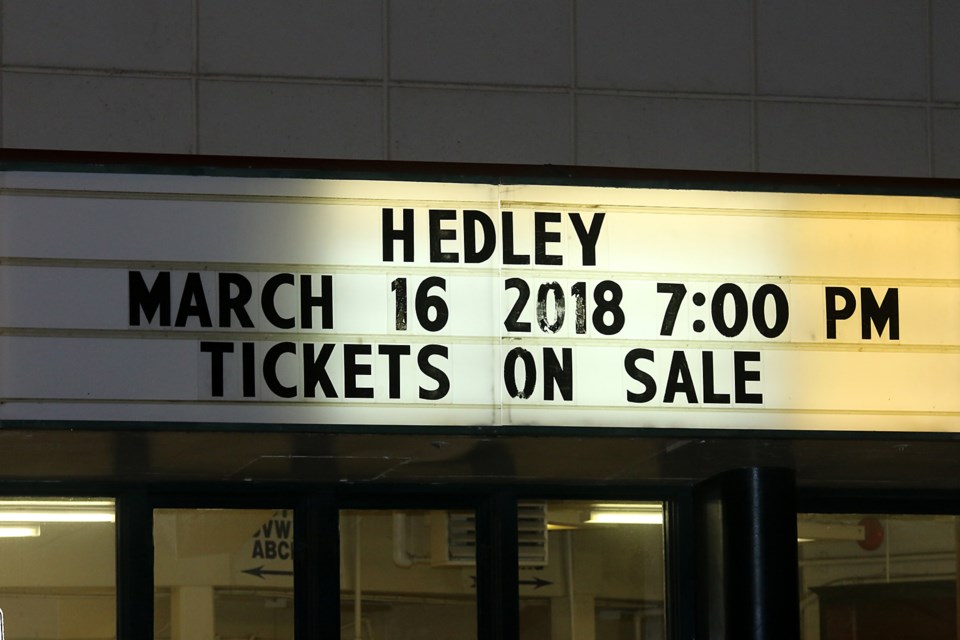 HEDLEY
MARCH 16 2018 7:00 PM
TICKETS ON SALE